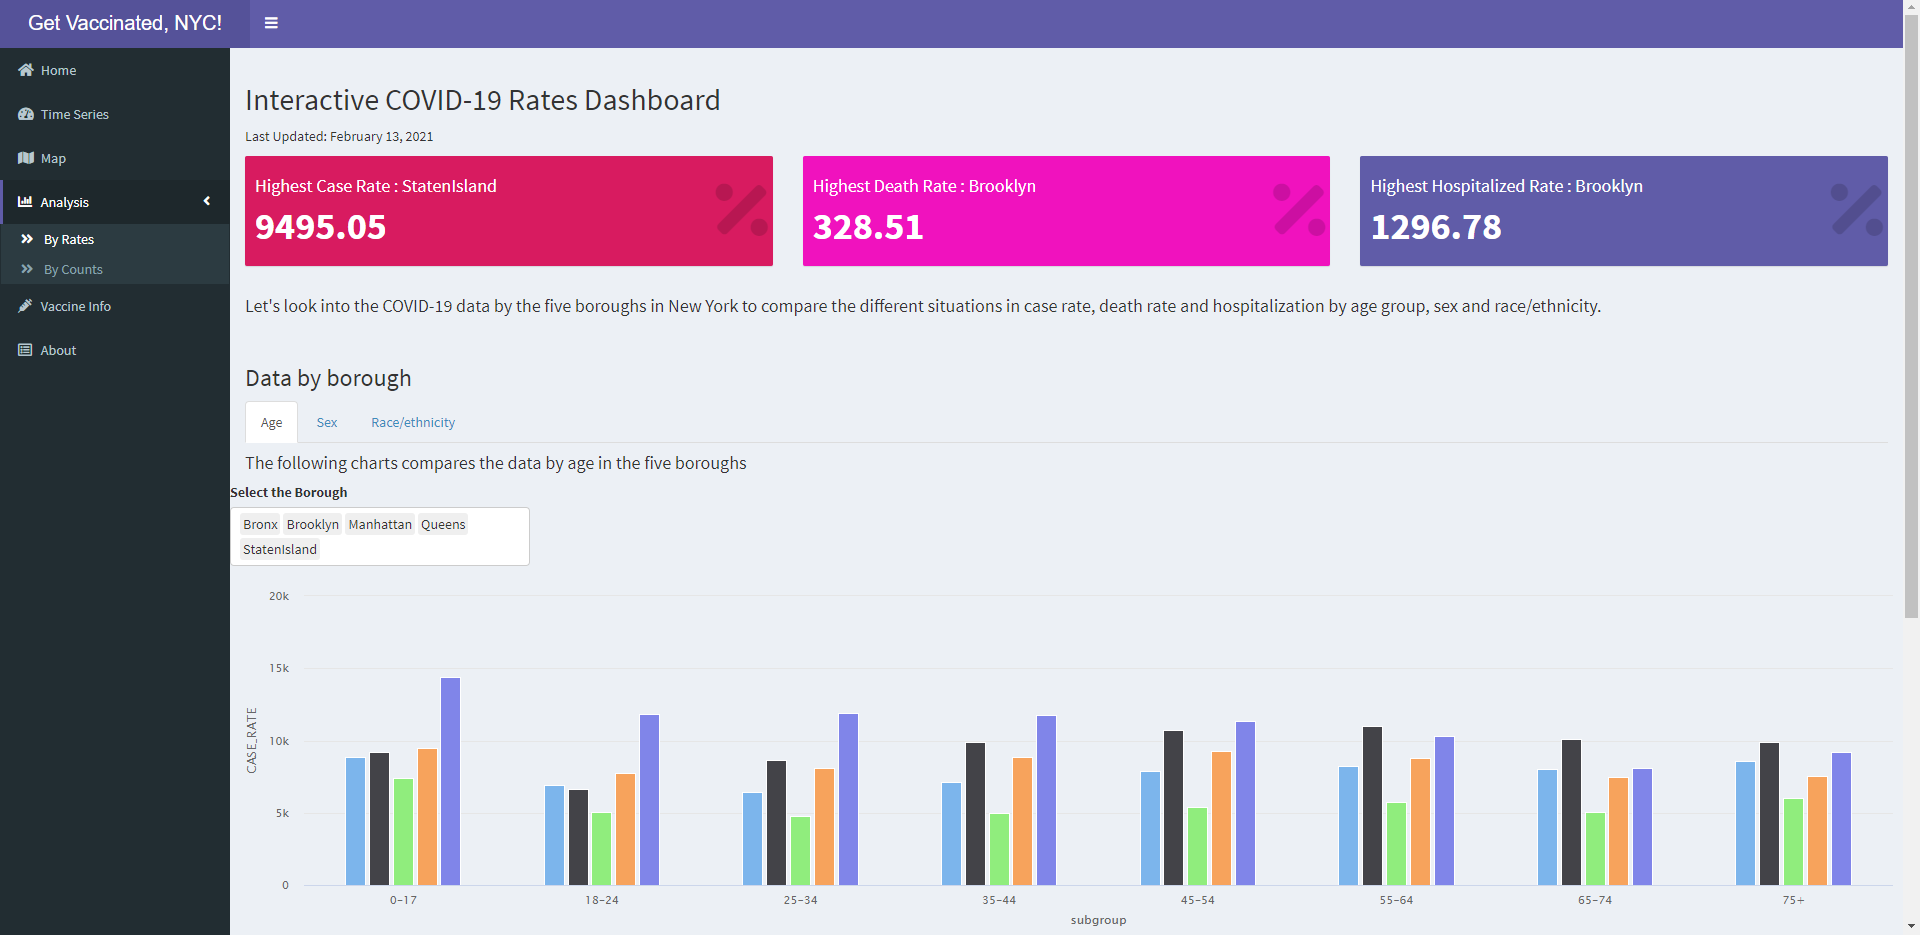 Get Vaccinated, NYC!
Home
Time Series
Map
Analysis
By Rates
By Counts
Vaccine Info
About
Interactive COVID-19 Rates Dashboard
Last Updated: February 13, 2021
Highest Case Rate : StatenIsland
9495.05
Highest Death Rate : Brooklyn
328.51
Highest Hospitalized Rate : Brooklyn
1296.78
Let's look into the COVID-19 data by the five boroughs in New York to compare the different situations in case rate, death rate and hospitalization by age group, sex and race/ethnicity.
Data by borough
Age Sex Race/ethnicity
The following charts compares the data by age in the five boroughs
Select the Borough
Bronx Brooklyn Manhattan Queens
StatenIsland
20k
15k
10k
5k
0
CASE_RATE
0-17 18-24 25-34 35-44 45-54 55-64 65-74 75+
subgroup